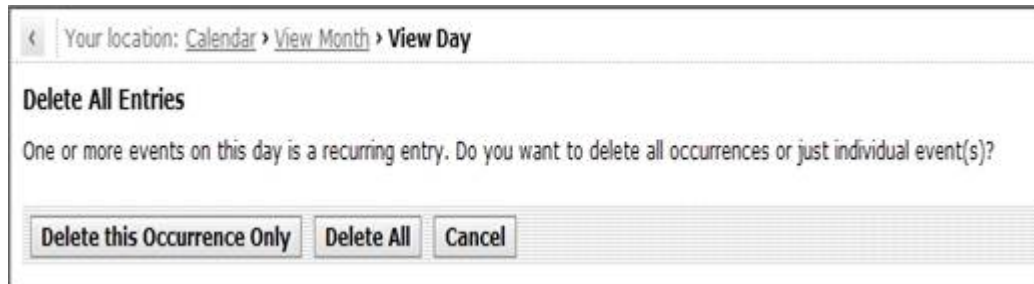 Your location: Calendar › View Month › View Day
Delete All Entries
One or more events on this day is a recurring entry. Do you want to delete all occurrences or just individual event(s)?
Delete this Occurrence Only Delete All Cancel